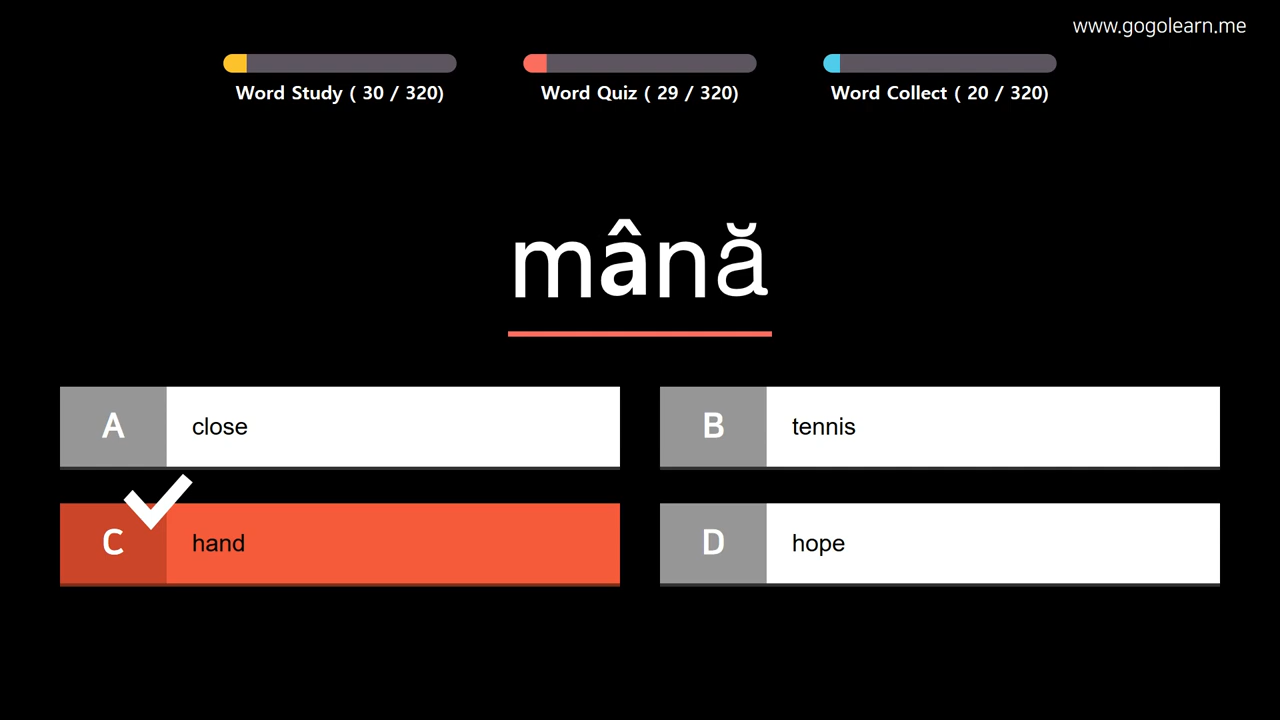 www.gogolearn.me
Word Study ( 30 / 320)
Word Quiz ( 29 / 320)
Word Collect ( 20 / 320)
mână
A close
B tennis
C hand
D hope